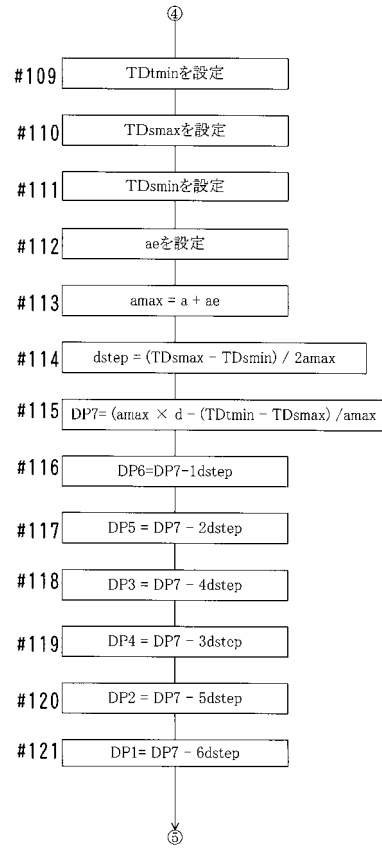 ④
#109 TDtminを設定
#110 TDsmaxを設定
#111 TDsminを設定
#112 aeを設定
#113 amax = a + ae
#114 dstep = (TDsmax - TDsmin) / 2amax
#115 DP7= (amax × d - (TDtmin - TDsmax) /amax
#116 DP6=DP7-1dstep
#117 DP5 = DP7 - 2dstep
#118 DP3 = DP7 - 4dstep
#119 DP4 = DP7 - 3dstep
#120 DP2 = DP7 - 5dstep
#121 DP1= DP7 - 6dstep
⑤